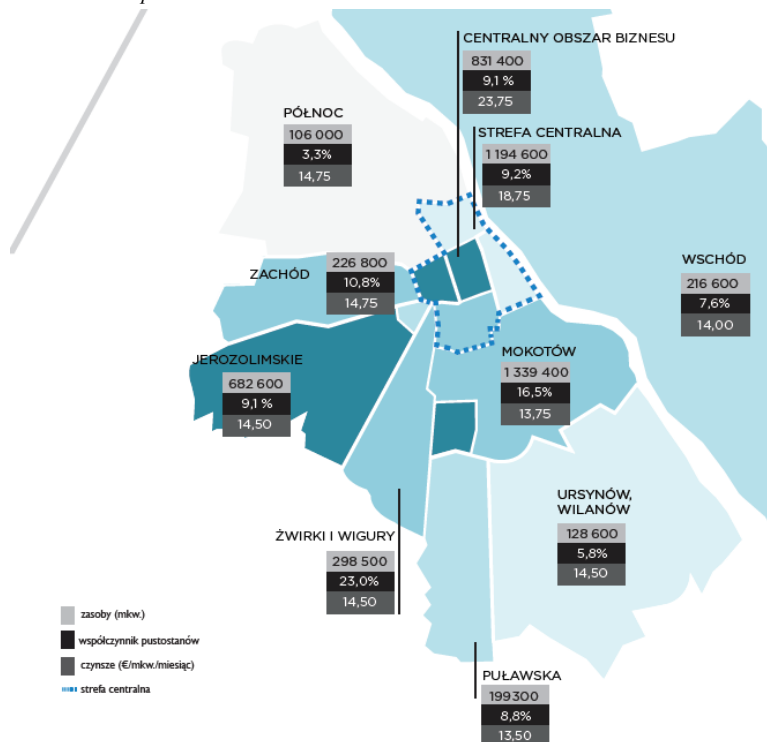 CENTRALNY OBSZAR BIZNESU
831 400
9,1 %
23,75
PÓŁNOC
106 000
3,3%
14,75
STREFA CENTRALNA
1 194 600
9,2%
18,75
ZACHÓD
226 800
10,8%
14,75
WSCHÓD
216 600
7,6%
14,00
JEROZOLIMSKIE
682 600
9,1 %
14,50
MOKOTÓW
1 339 400
16,5%
13,75
URSYNÓW,
WILANÓW
128 600
5,8%
14,50
ŻWIRKI I WIGURY
298 500
23,0%
14,50
zasoby (mkw.)
współczynnik pustostanów
czynsze (€/mkw./miesiąc)
strefa centralna
PUŁAWSKA
199300
8,8%
13,50